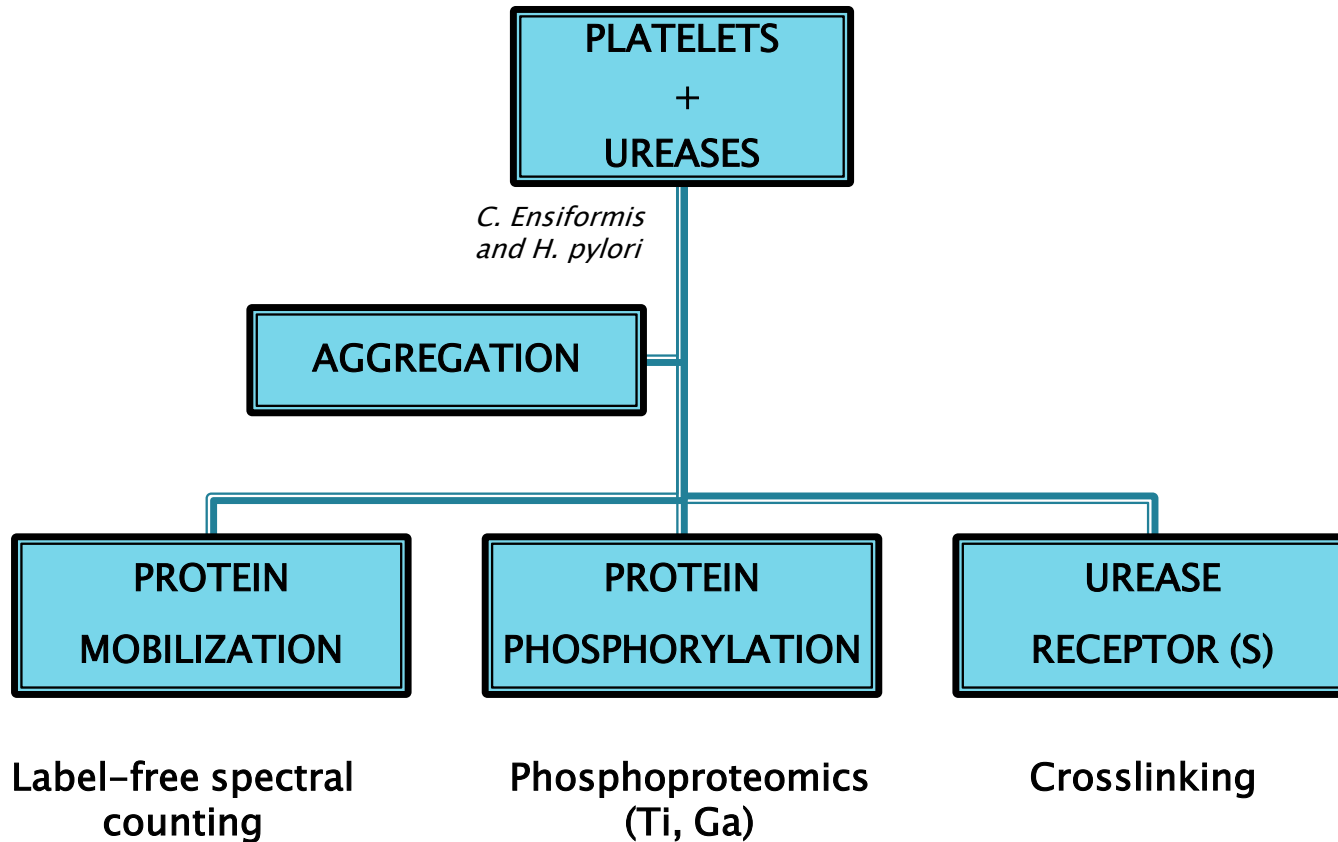 PLATELETS
+
UREASES
C. Ensiformis
and H. pylori
AGGREGATION
PROTEIN
MOBILIZATION
PROTEIN
PHOSPHORYLATION
UREASE
RECEPTOR (S)
Label-free spectral
counting
Phosphoproteomics
(Ti, Ga)
Crosslinking